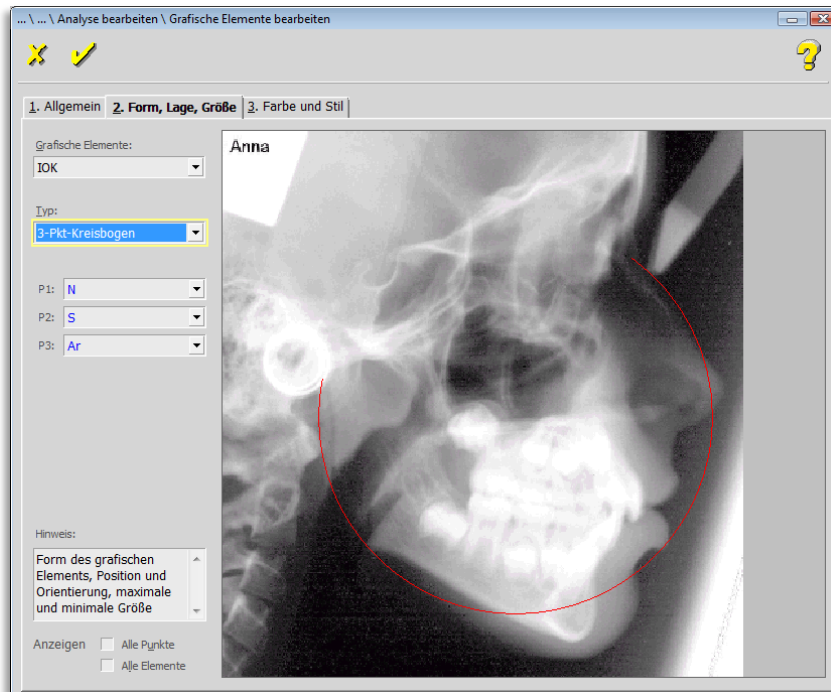 ... \ ... \ Analyse bearbeiten \ Grafische Elemente bearbeiten
1. Allgemein
2. Form, Lage, Größe
3. Farbe und Stil
Grafische Elemente:
IOK
Typ:
3-Pkt-Kreisbogen
P1: N
P2: S
P3: Ar
Anna
Hinweis:
Form des grafischen
Elements, Position und
Orientierung, maximale
und minimale Größe
Anzeigen
Alle Punkte
Alle Elemente